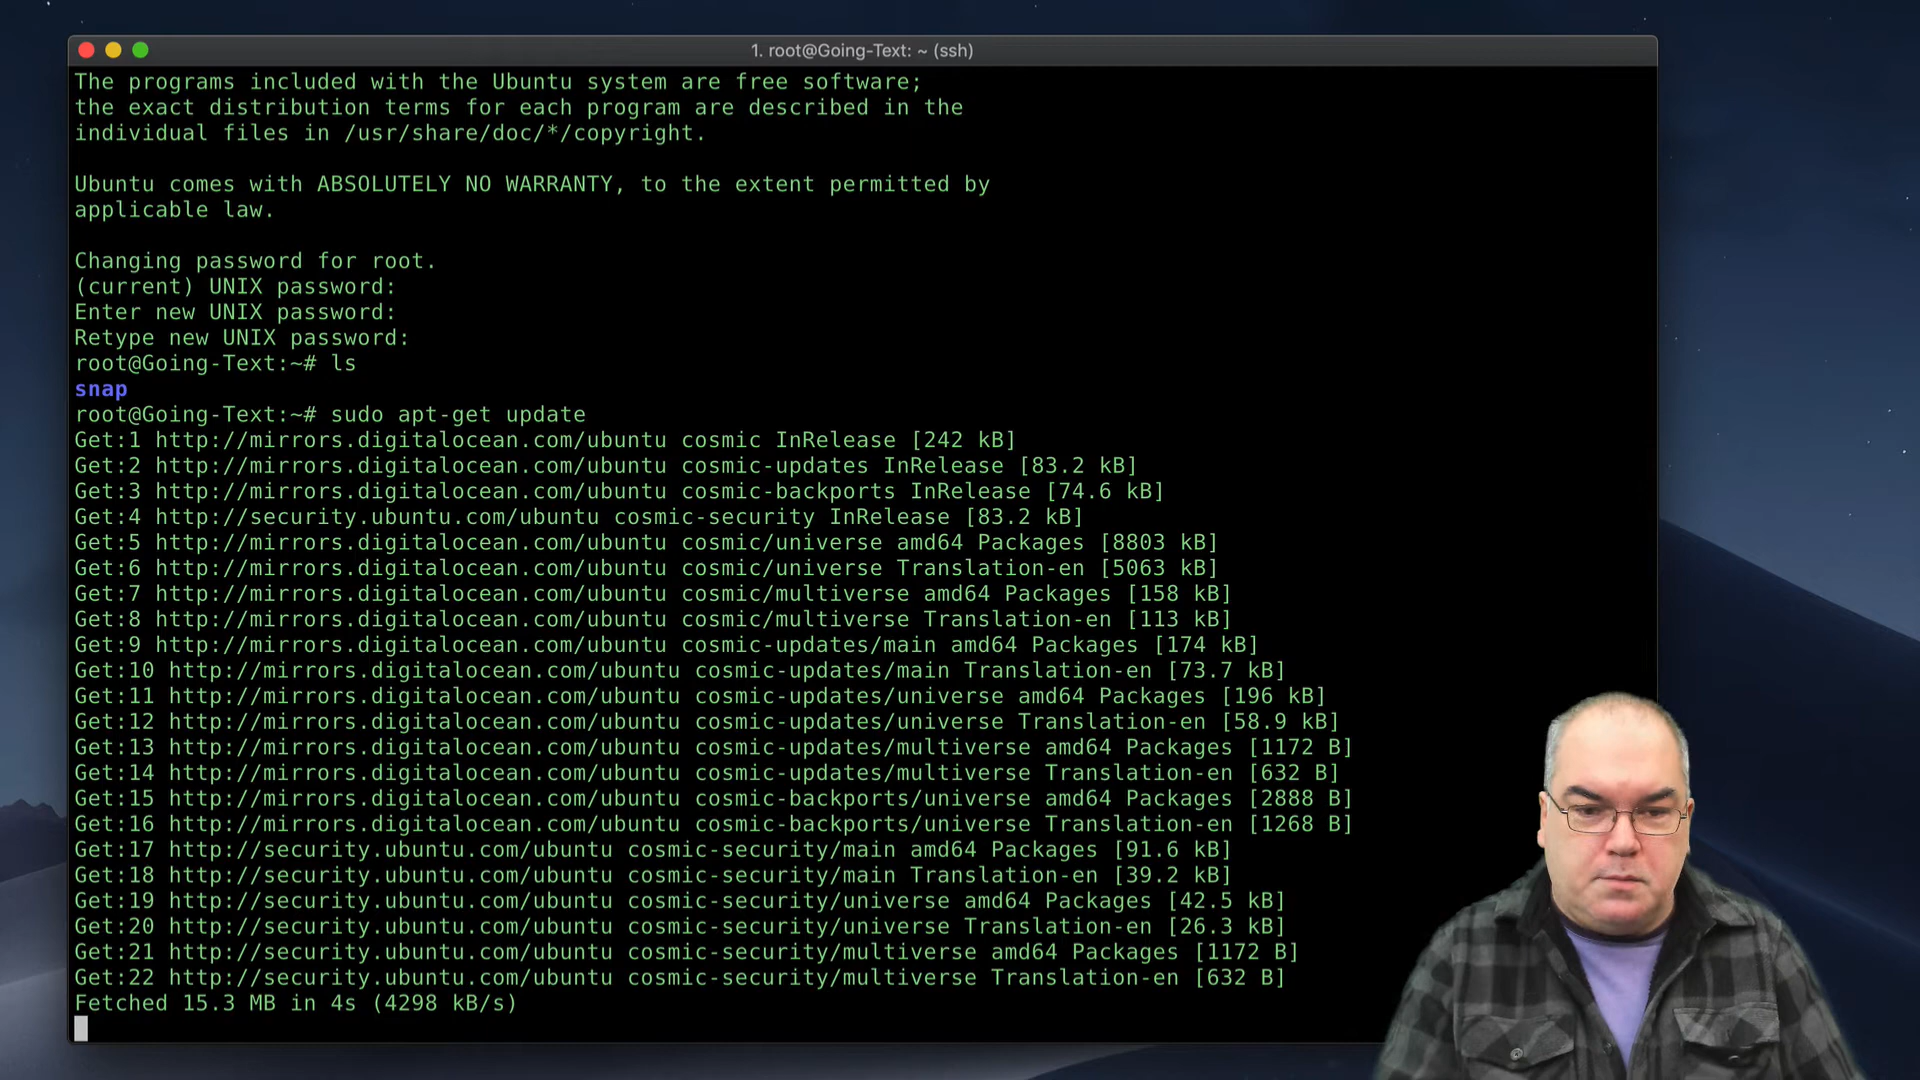 1. root@Going-Text: ~ (ssh)
The programs included with the Ubuntu system are free software;
the exact distribution terms for each program are described in the
individual files in /usr/share/doc/*/copyright.
Ubuntu comes with ABSOLUTELY NO WARRANTY, to the extent permitted by
applicable law.
Changing password for root.
(current) UNIX password:
Enter new UNIX password:
Retype new UNIX password:
root@Going-Text:~# ls
snap
root@Going-Text:~# sudo apt-get update
Get:1 http://mirrors.digitalocean.com/ubuntu cosmic InRelease [242 kB]
Get:2 http://mirrors.digitalocean.com/ubuntu cosmic-updates InRelease [83.2 kB]
Get:3 http://mirrors.digitalocean.com/ubuntu cosmic-backports InRelease [74.6 kB]
Get:4 http://security.ubuntu.com/ubuntu cosmic-security InRelease [83.2 kB]
Get:5 http://mirrors.digitalocean.com/ubuntu cosmic/universe amd64 Packages [8803 kB]
Get:6 http://mirrors.digitalocean.com/ubuntu cosmic/universe Translation-en [5063 kB]
Get:7 http://mirrors.digitalocean.com/ubuntu cosmic/multiverse amd64 Packages [158 kB]
Get:8 http://mirrors.digitalocean.com/ubuntu cosmic/multiverse Translation-en [113 kB]
Get:9 http://mirrors.digitalocean.com/ubuntu cosmic-updates/main amd64 Packages [174 kB]
Get:10 http://mirrors.digitalocean.com/ubuntu cosmic-updates/main Translation-en [73.7 kB]
Get:11 http://mirrors.digitalocean.com/ubuntu cosmic-updates/universe amd64 Packages [196 kB]
Get:12 http://mirrors.digitalocean.com/ubuntu cosmic-updates/universe Translation-en [58.9 kB]
Get:13 http://mirrors.digitalocean.com/ubuntu cosmic-updates/multiverse amd64 Packages [1172 B]
Get:14 http://mirrors.digitalocean.com/ubuntu cosmic-updates/multiverse Translation-en [632 B]
Get:15 http://mirrors.digitalocean.com/ubuntu cosmic-backports/universe amd64 Packages [2888 B]
Get:16 http://mirrors.digitalocean.com/ubuntu cosmic-backports/universe Translation-en [1268 B]
Get:17 http://security.ubuntu.com/ubuntu cosmic-security/main amd64 Packages [91.6 kB]
Get:18 http://security.ubuntu.com/ubuntu cosmic-security/main Translation-en [39.2 kB]
Get:19 http://security.ubuntu.com/ubuntu cosmic-security/universe amd64 Packages [42.5 kB]
Get:20 http://security.ubuntu.com/ubuntu cosmic-security/universe Translation-en [26.3 kB]
Get:21 http://security.ubuntu.com/ubuntu cosmic-security/multiverse amd64 Packages [1172 B]
Get:22 http://security.ubuntu.com/ubuntu cosmic-security/multiverse Translation-en [632 B]
Fetched 15.3 MB in 4s (4298 kB/s)